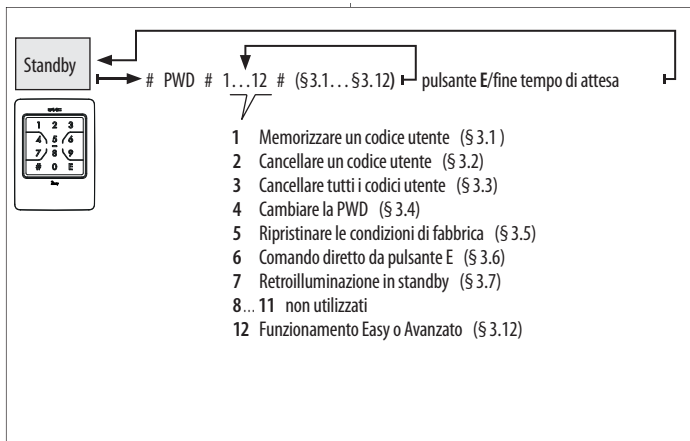 Standby
# PWD # 1...12 # (§3.1...§3.12) pulsante E/fine tempo di attesa
1 2 3
4 5 6
7 8 9
# 0 E
1 Memorizzare un codice utente (§ 3.1 )
2 Cancellare un codice utente (§ 3.2)
3 Cancellare tutti i codici utente (§ 3.3)
4 Cambiare la PWD (§ 3.4)
5 Ripristinare le condizioni di fabbrica (§ 3.5)
6 Comando diretto da pulsante E (§ 3.6)
7 Retroilluminazione in standby (§ 3.7)
8... 11 non utilizzati
12 Funzionamento Easy o Avanzato (§ 3.12)